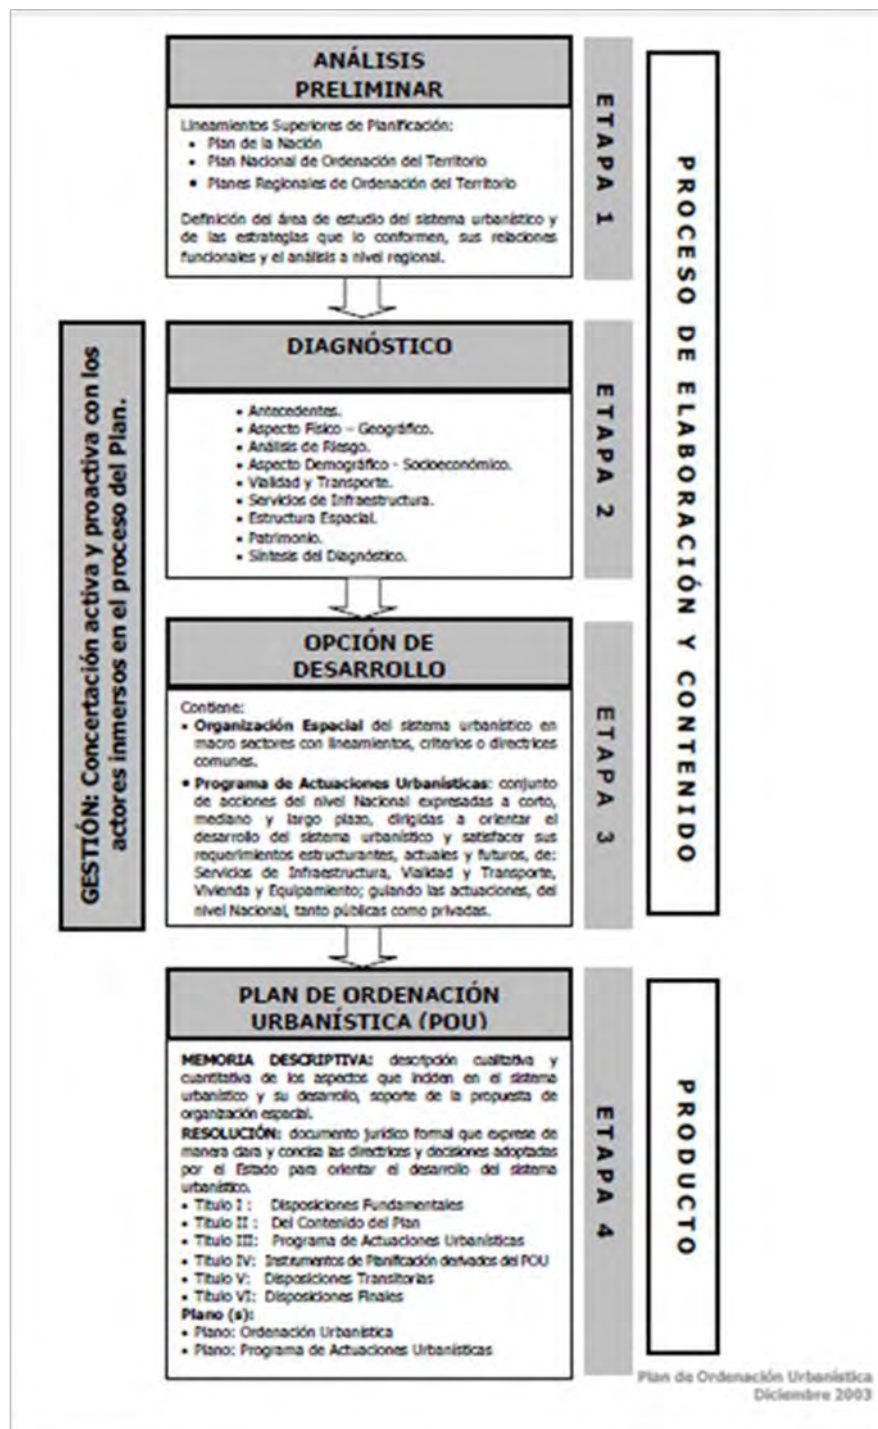 ANÁLISIS
PRELIMINAR
Lineamientos Superiores de Planificación:
• Plan de la Nación
• Plan Nacional de Ordenación del Territorio
• Planes Regionales de Ordenación del Territorio
Definición del área de estudio del sistema urbanístico y
de las estrategias que lo conformen, sus relaciones
funcionales y el análisis a nivel regional.
ETAPA 1
DIAGNÓSTICO
• Antecedentes.
• Aspecto Físico – Geográfico.
• Análisis de Riesgo.
• Aspecto Demográfico - Socioeconómico.
• Vialidad y Transporte.
• Servicios de Infraestructura.
• Estructura Espacial.
• Patrimonio.
• Síntesis del Diagnóstico.
ETAPA 2
OPCIÓN DE
DESARROLLO
Contiene:
• Organización Espacial del sistema urbanístico en
macro sectores con lineamientos, criterios o directrices
comunes.
• Programa de Actuaciones Urbanísticas: conjunto
de acciones del nivel Nacional expresadas a corto,
mediano y largo plazo, dirigidas a orientar el
desarrollo del sistema urbanístico y satisfacer sus
requerimientos estructurantes, actuales y futuros, de:
Servicios de Infraestructura, Vialidad y Transporte,
Vivienda y Equipamiento; guiando las actuaciones, del
nivel Nacional, tanto públicas como privadas.
ETAPA 3
GESTIÓN: Concertación activa y proactiva con los
actores inmersos en el proceso del Plan.
PROCESO DE ELABORACIÓN Y CONTENIDO
PLAN DE ORDENACIÓN
URBANÍSTICA (POU)
MEMORIA DESCRIPTIVA: descripción cualitativa y
cuantitativa de los aspectos que inciden en el sistema
urbanístico y su desarrollo, soporte de la propuesta de
organización espacial.
RESOLUCIÓN: documento jurídico formal que exprese de
manera clara y concisa las directrices y decisiones adoptadas
por el Estado para orientar el desarrollo del sistema
urbanístico.
• Título I : Disposiciones Fundamentales
• Título II : Del Contenido del Plan
• Título III: Programa de Actuaciones Urbanísticas
• Título IV: Instrumentos de Planificación derivados del POU
• Título V: Disposiciones Transitorias
• Título VI: Disposiciones Finales
Plano (s):
• Plano: Ordenación Urbanística
• Plano: Programa de Actuaciones Urbanísticas
ETAPA 4
PRODUCTO
Plan de Ordenación Urbanística
Diciembre 2003